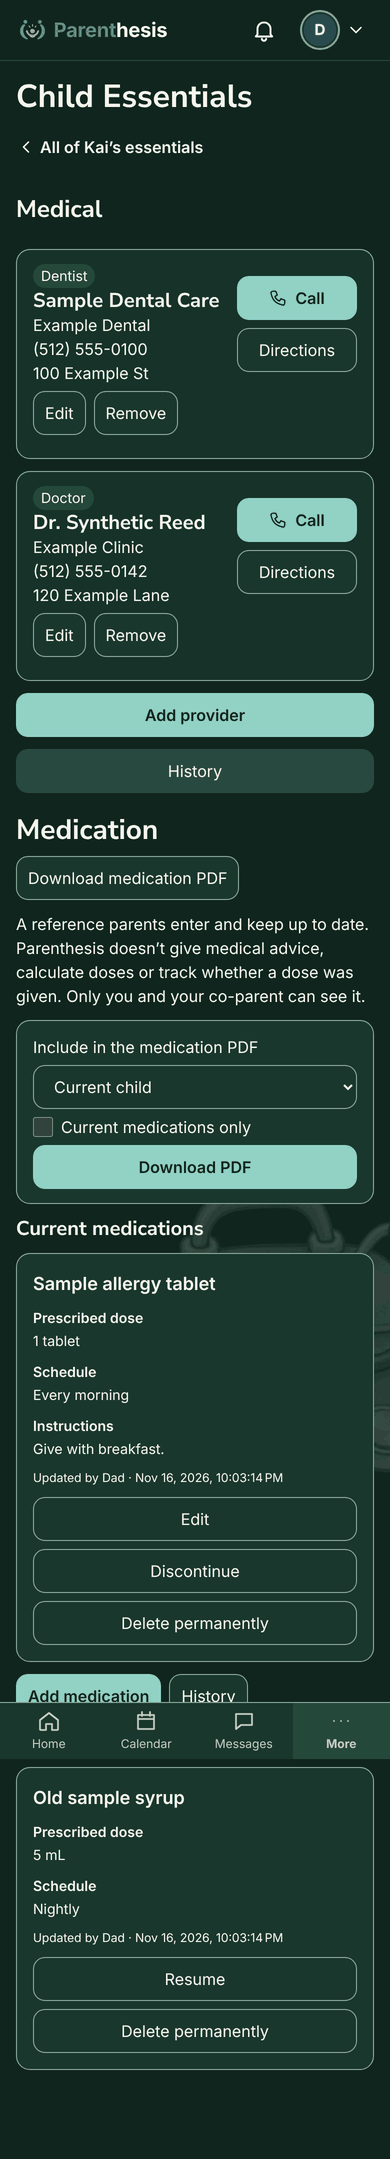 Parenthesis
D
Child Essentials
All of Kai’s essentials
Medical
Dentist
Sample Dental Care
Example Dental
(512) 555-0100
100 Example St
Call
Directions
Edit
Remove
Doctor
Dr. Synthetic Reed
Example Clinic
(512) 555-0142
120 Example Lane
Call
Directions
Edit
Remove
Add provider
History
Medication
Download medication PDF
A reference parents enter and keep up to date.
Parenthesis doesn’t give medical advice,
calculate doses or track whether a dose was
given. Only you and your co-parent can see it.
Include in the medication PDF
Current child
Current medications only
Download PDF
Current medications
Sample allergy tablet
Prescribed dose
1 tablet
Schedule
Every morning
Instructions
Give with breakfast.
Updated by Dad · Nov 16, 2026, 10:03:14 PM
Edit
Discontinue
Delete permanently
Add medication
History
Home
Calendar
Messages
More
Old sample syrup
Prescribed dose
5 mL
Schedule
Nightly
Updated by Dad · Nov 16, 2026, 10:03:14 PM
Resume
Delete permanently